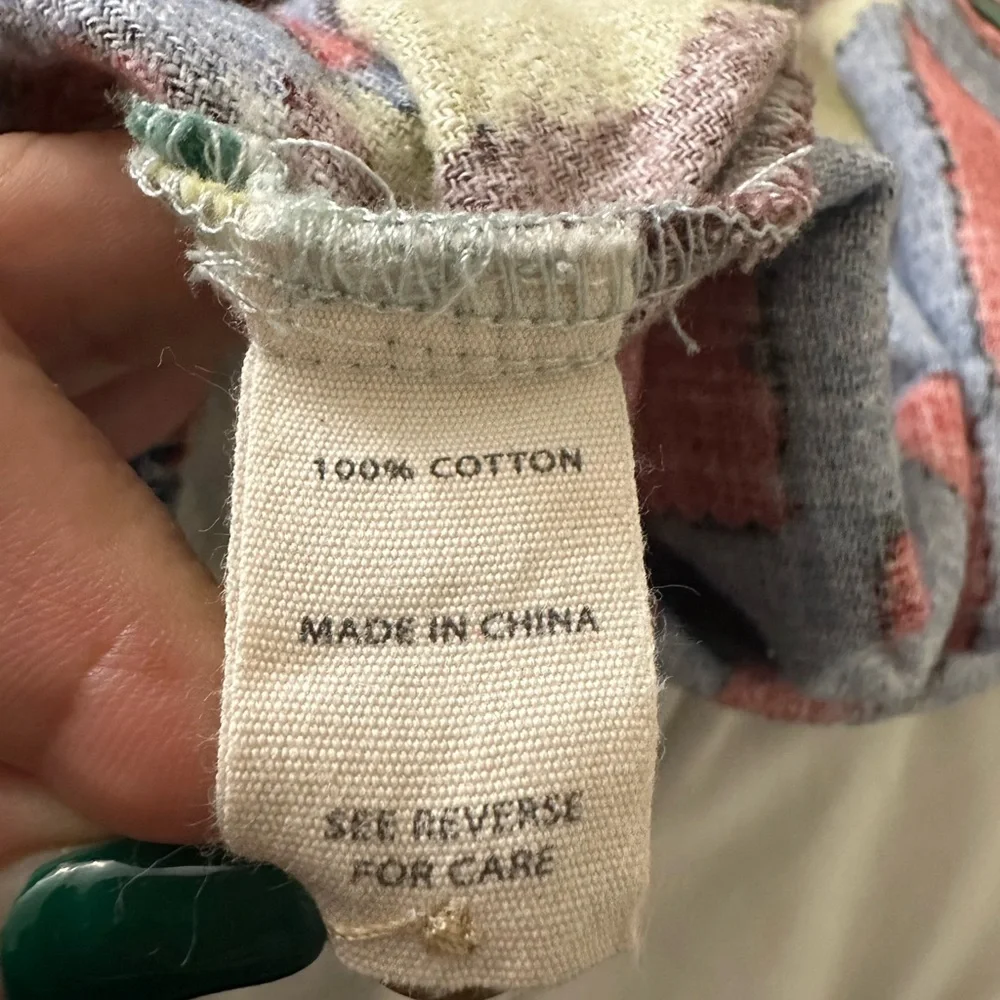 100% COTTON
MADE IN CHINA
SEE REVERSE
FOR CARE